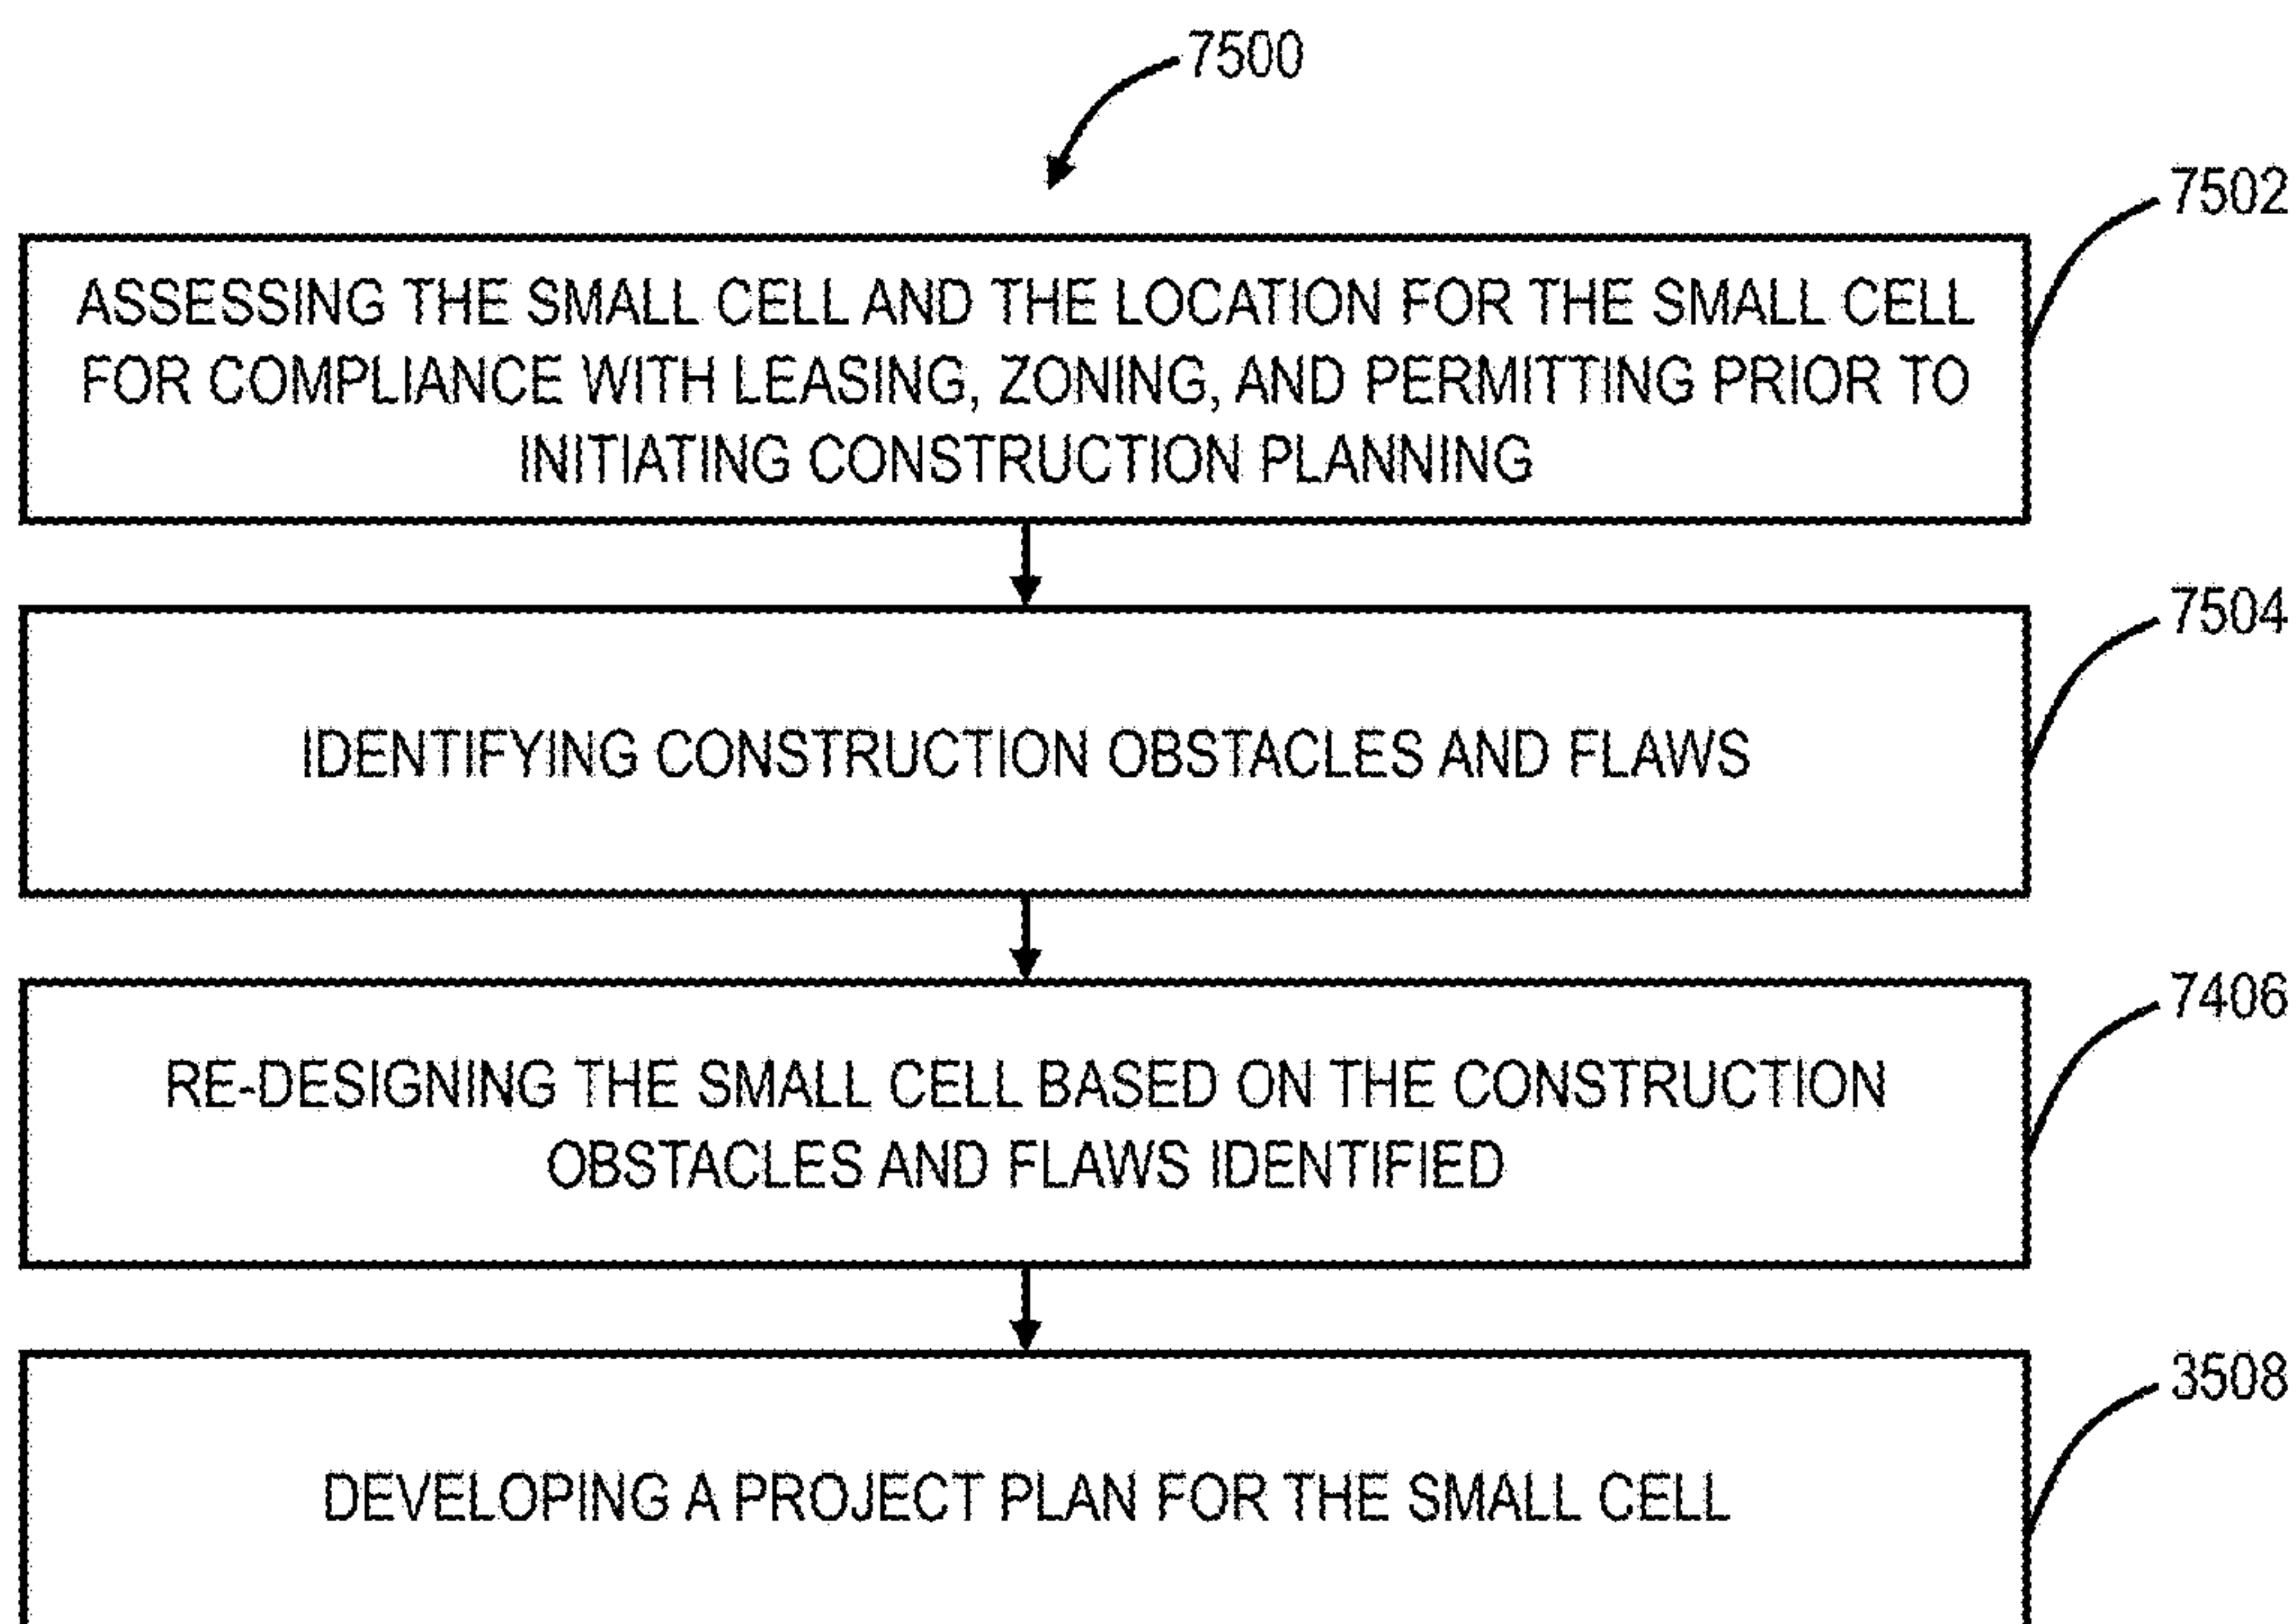 7500
7502
ASSESSING THE SMALL CELL AND THE LOCATION FOR THE SMALL CELL
FOR COMPLIANCE WITH LEASING, ZONING, AND PERMITTING PRIOR TO
INITIATING CONSTRUCTION PLANNING
7504
IDENTIFYING CONSTRUCTION OBSTACLES AND FLAWS
7406
RE-DESIGNING THE SMALL CELL BASED ON THE CONSTRUCTION
OBSTACLES AND FLAWS IDENTIFIED
3508
DEVELOPING A PROJECT PLAN FOR THE SMALL CELL